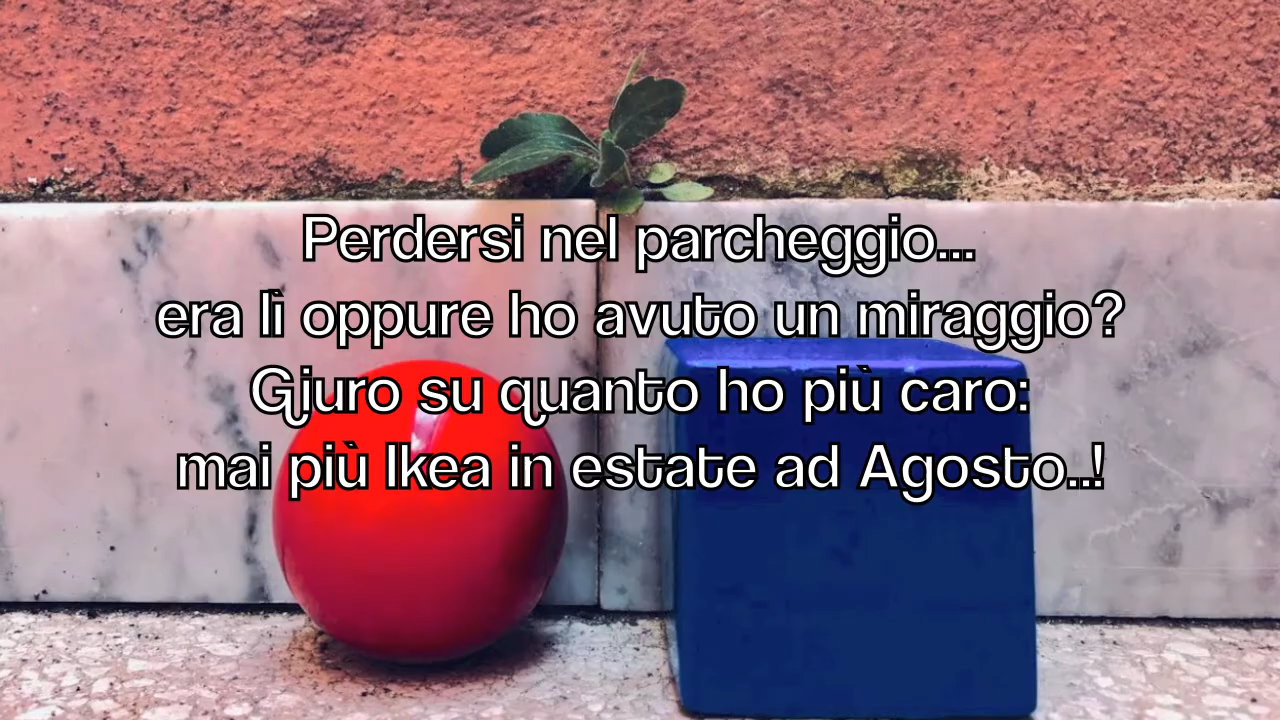 Perdersi nel parcheggio...
era lì oppure ho avuto un miraggio?
Gjuro su quanto ho più caro:
mai più Ikea in estate ad Agosto..!